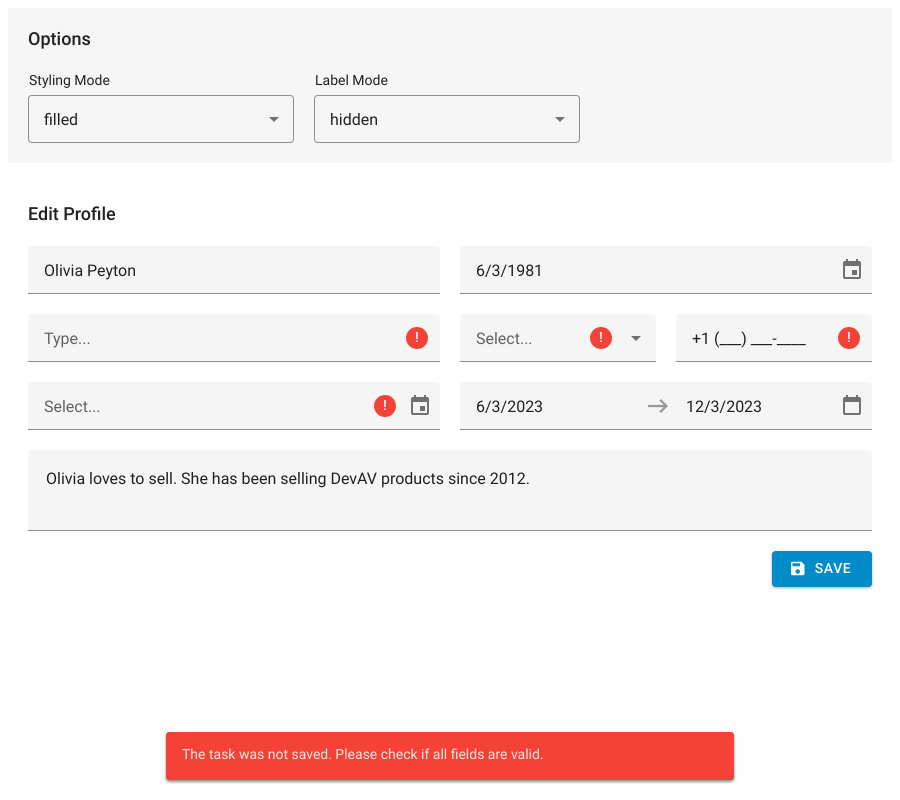 Options
Styling Mode Label Mode
filled hidden
Edit Profile
Olivia Peyton 6/3/1981
Type... ! Select... ! +1 (___) ___-____ !
Select... ! 6/3/2023 → 12/3/2023
Olivia loves to sell. She has been selling DevAV products since 2012.
SAVE
The task was not saved. Please check if all fields are valid.